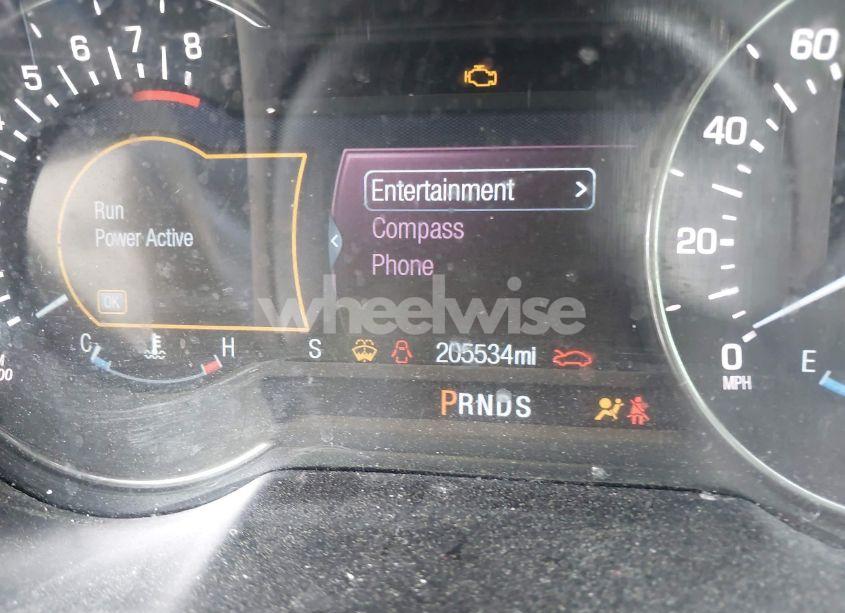 5 6 7 8
60
40
20
0
MPH
Entertainment >
Compass
Phone
Run
Power Active
OK
wheelwise
C H S 205534mi E
PRNDS